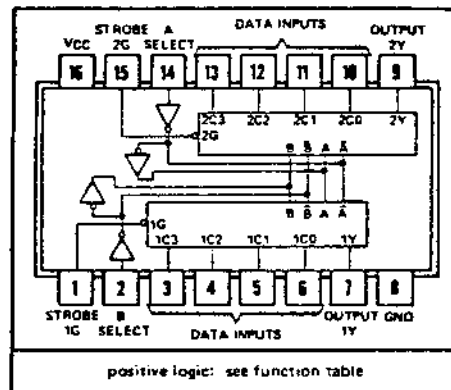 STROBE A DATA INPUTS OUTPUT
VCC 2G SELECT 2Y
16 15 14 13 12 11 10 9
2C3 2C2 2C1 2C0 2Y
2G
B B̄ A Ā
B B̄ A Ā
1G
1C3 1C2 1C1 1C0 1Y
1 2 3 4 5 6 7 8
STROBE B DATA INPUTS OUTPUT GND
1G SELECT 1Y
positive logic: see function table